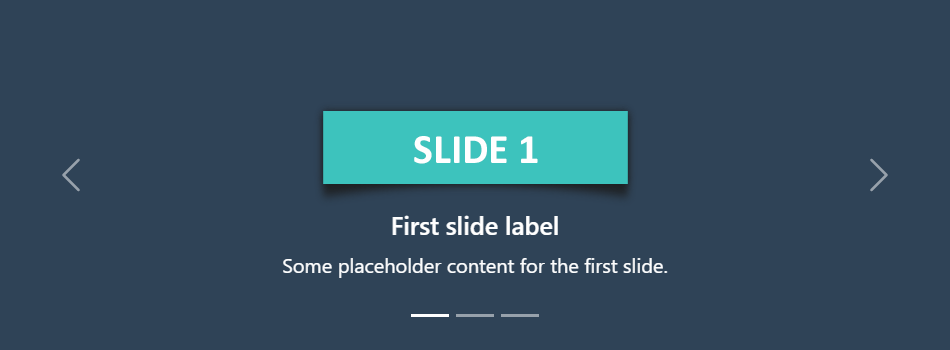 SLIDE 1
First slide label
Some placeholder content for the first slide.